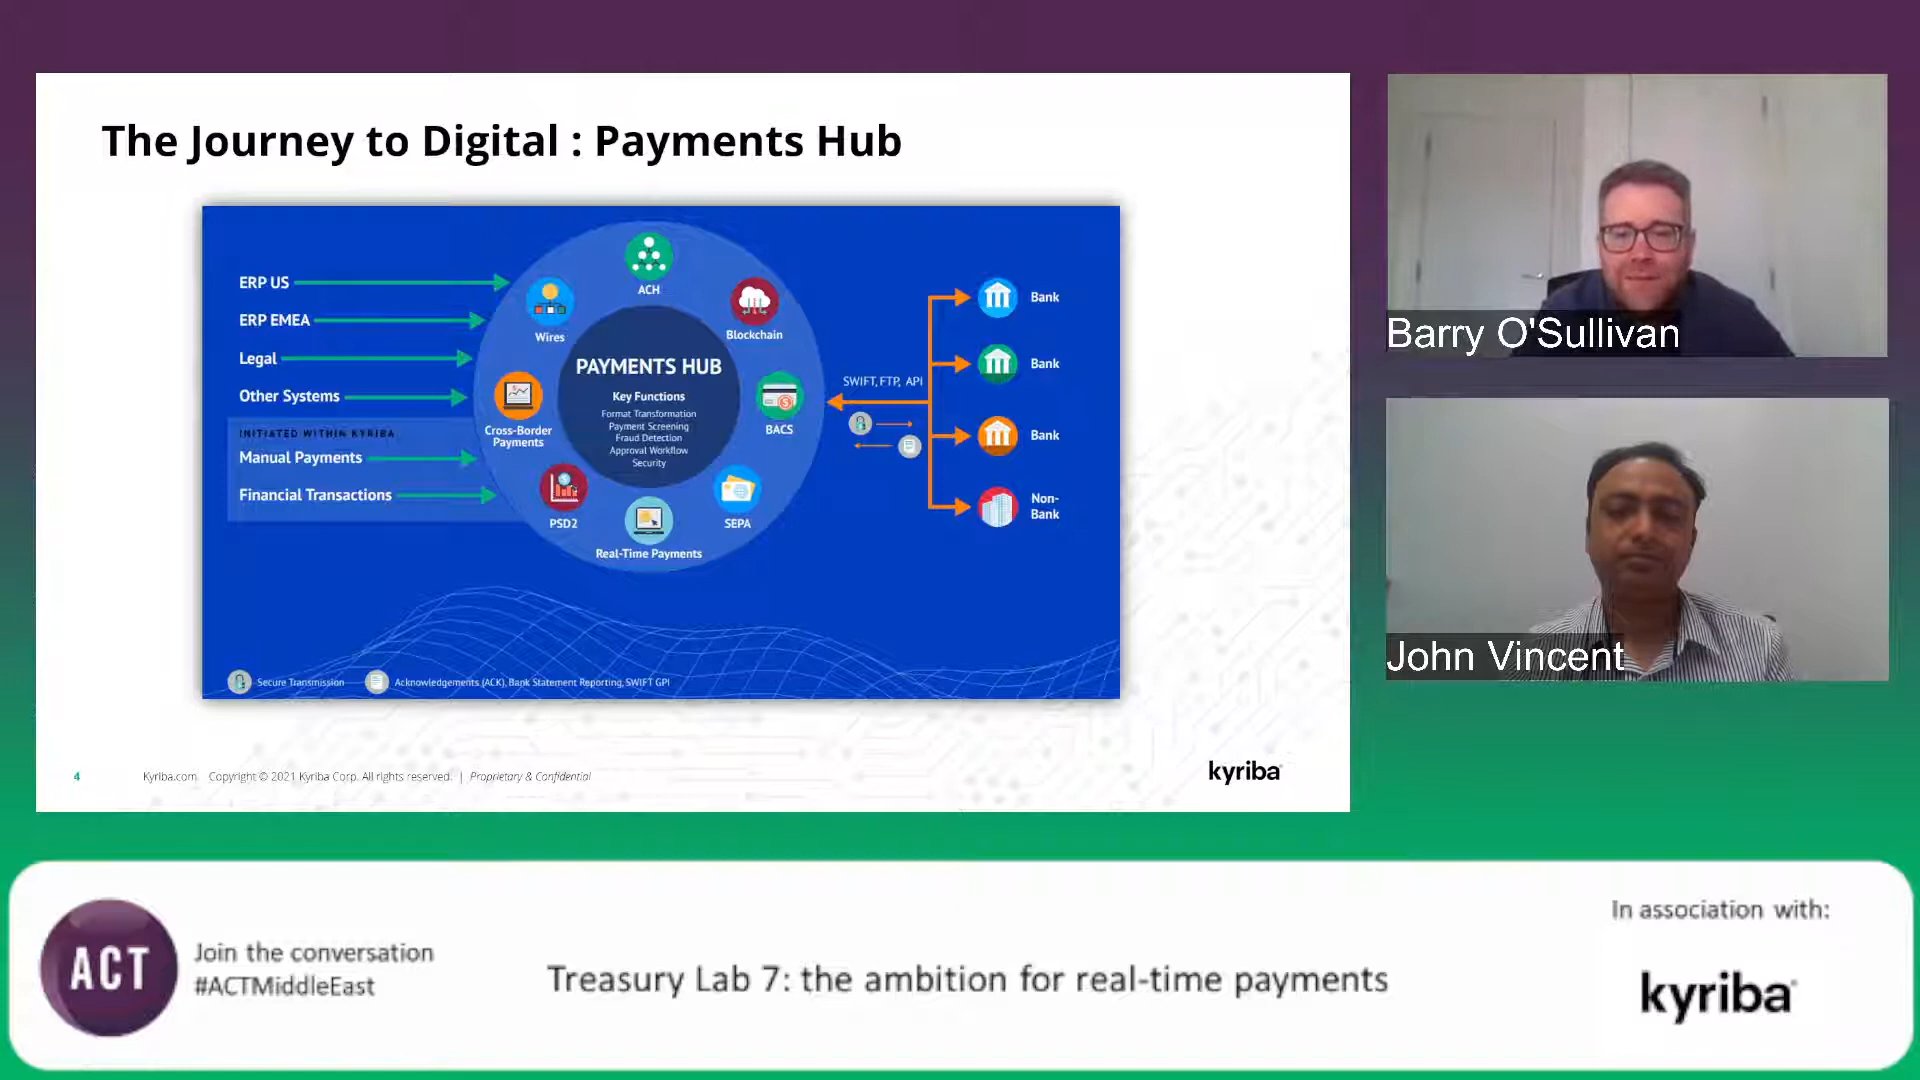 The Journey to Digital : Payments Hub
ERP US
ERP EMEA
Legal
Other Systems
INITIATED WITHIN KYRIBA
Manual Payments
Financial Transactions
ACH
Wires
Blockchain
Cross-Border
Payments
BACS
PSD2
SEPA
Real-Time Payments
PAYMENTS HUB
Key Functions
Format Transformation
Payment Screening
Fraud Detection
Approval Workflow
Security
SWIFT, FTP, API
Bank
Bank
Bank
Non-
Bank
Secure Transmission
Acknowledgements (ACK), Bank Statement Reporting, SWIFT GPI
4
Kyriba.com Copyright © 2021 Kyriba Corp. All rights reserved. | Proprietary & Confidential
kyriba
Barry O'Sullivan
John Vincent
ACT
Join the conversation
#ACTMiddleEast
Treasury Lab 7: the ambition for real-time payments
In association with:
kyriba